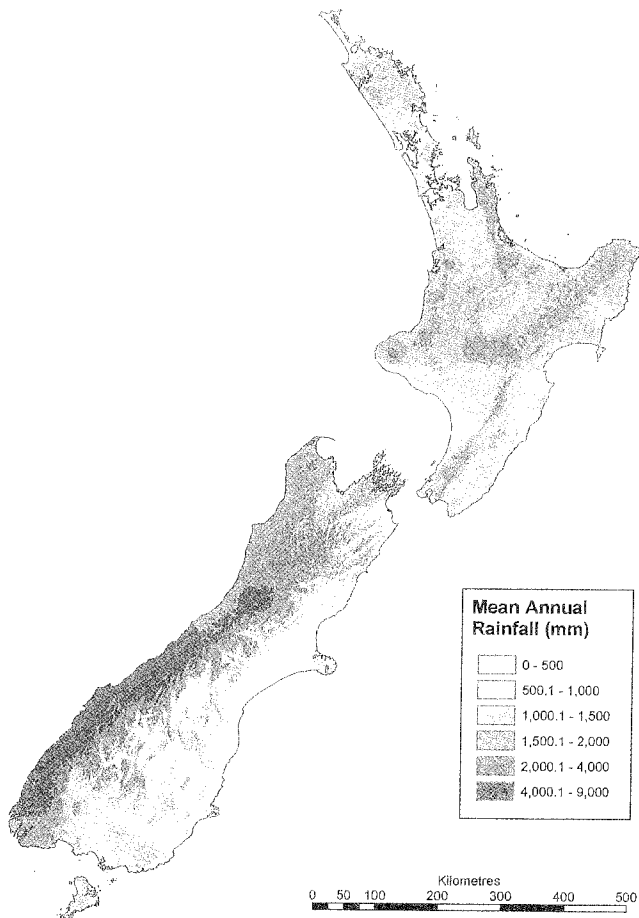 Mean Annual
Rainfall (mm)
0 - 500
500.1 - 1,000
1,000.1 - 1,500
1,500.1 - 2,000
2,000.1 - 4,000
4,000.1 - 9,000
Kilometres
0 50 100 200 300 400 500